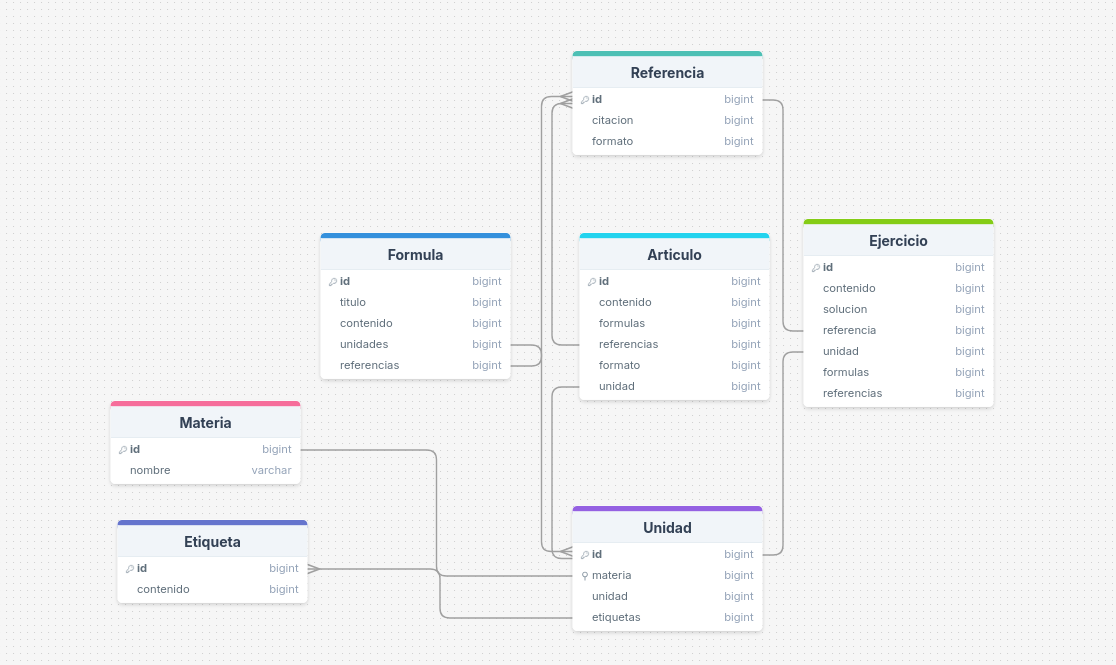 Referencia
id bigint
citacion bigint
formato bigint
Formula
id bigint
titulo bigint
contenido bigint
unidades bigint
referencias bigint
Articulo
id bigint
contenido bigint
formulas bigint
referencias bigint
formato bigint
unidad bigint
Ejercicio
id bigint
contenido bigint
solucion bigint
referencia bigint
unidad bigint
formulas bigint
referencias bigint
Materia
id bigint
nombre varchar
Etiqueta
id bigint
contenido bigint
Unidad
id bigint
materia bigint
unidad bigint
etiquetas bigint